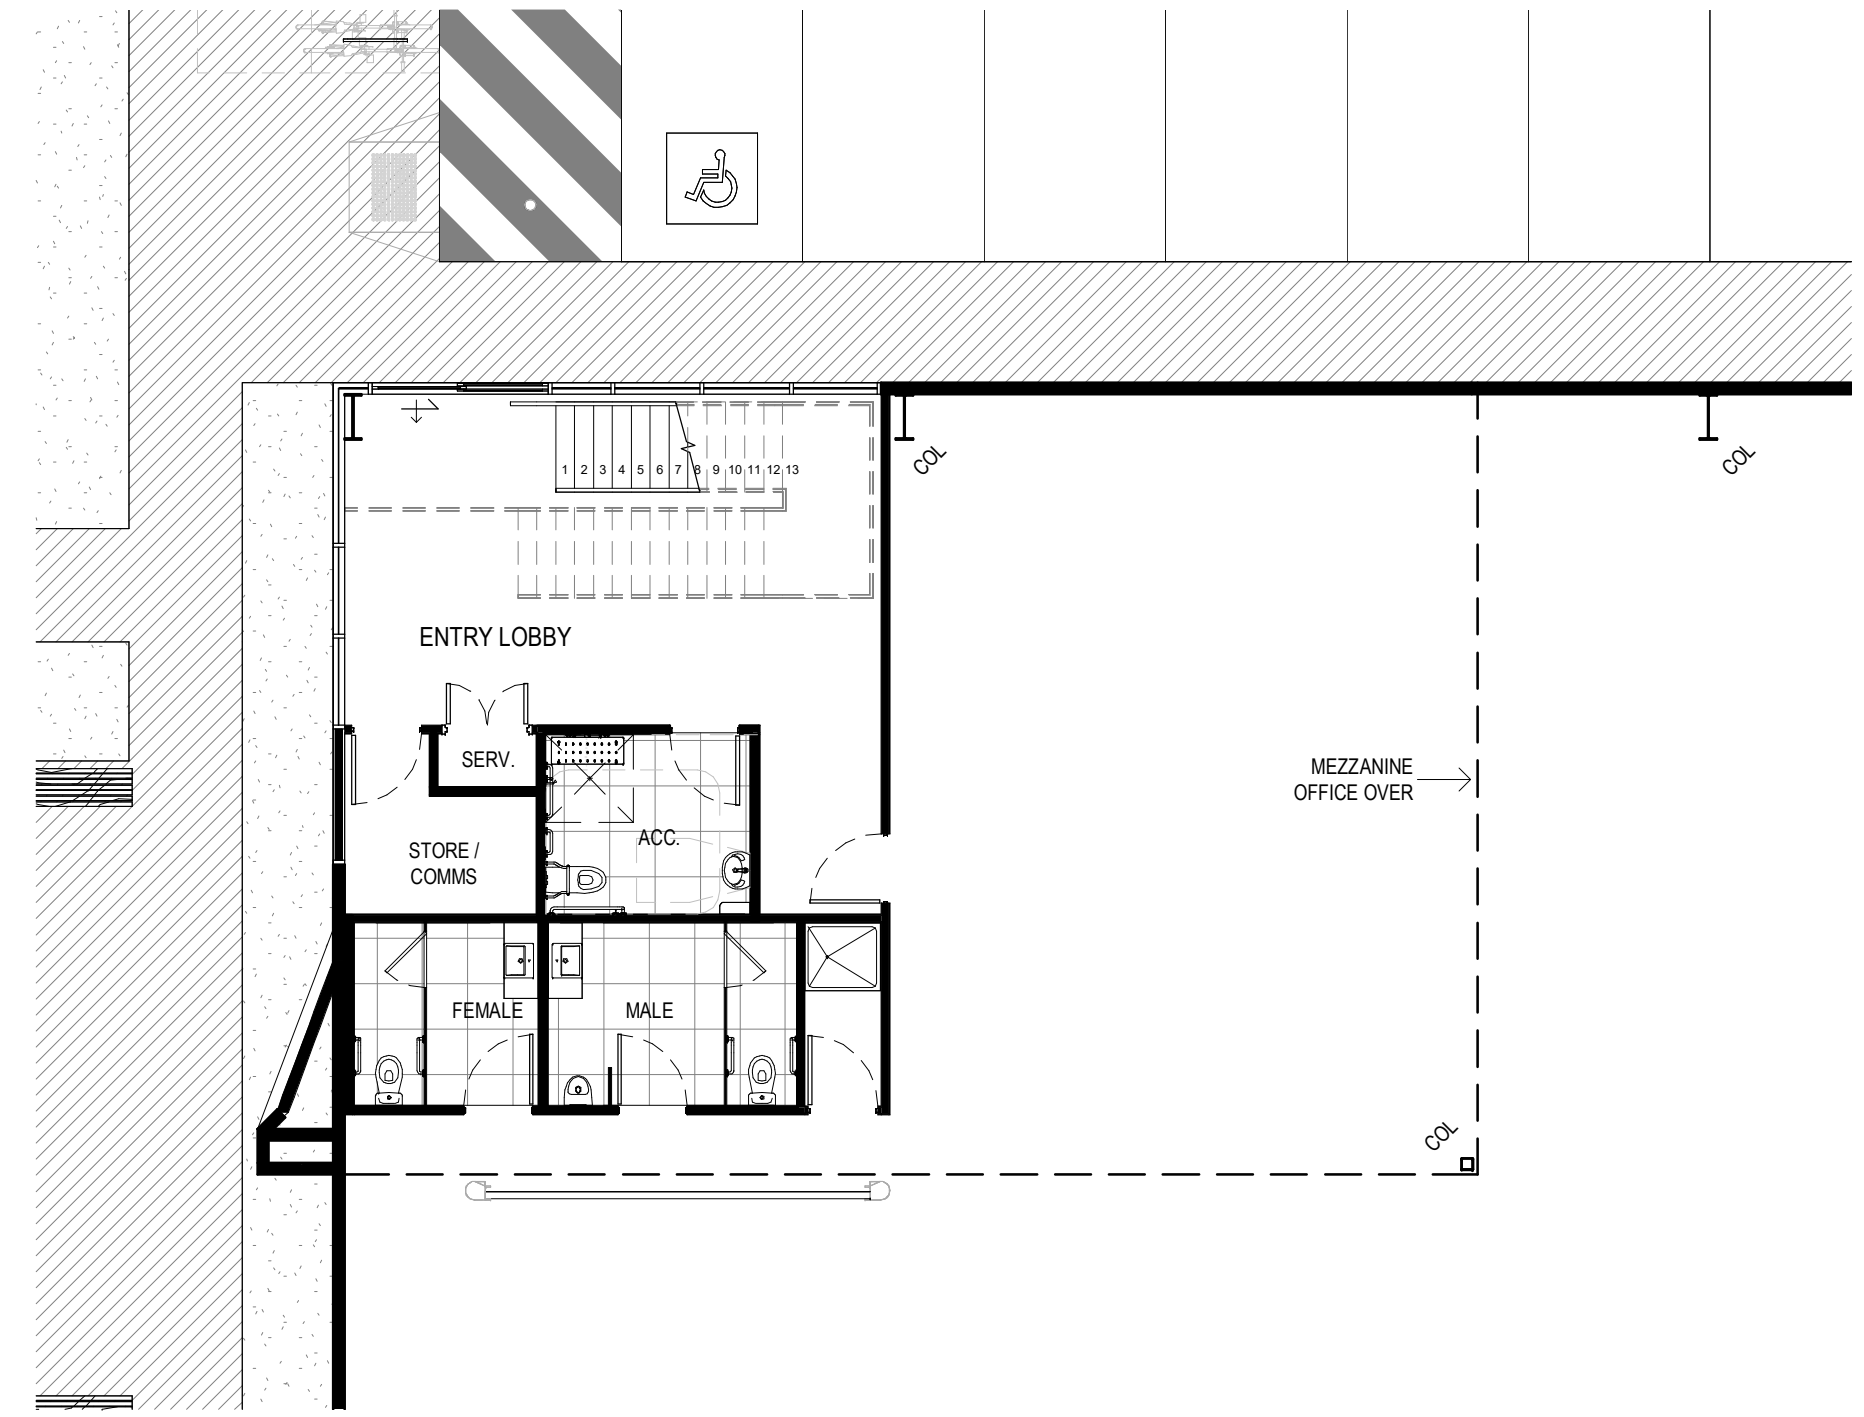 COL
COL
1 2 3 4 5 6 7 8 9 10 11 12 13
ENTRY LOBBY
SERV.
MEZZANINE
OFFICE OVER
ACC.
STORE /
COMMS
FEMALE
MALE
COL